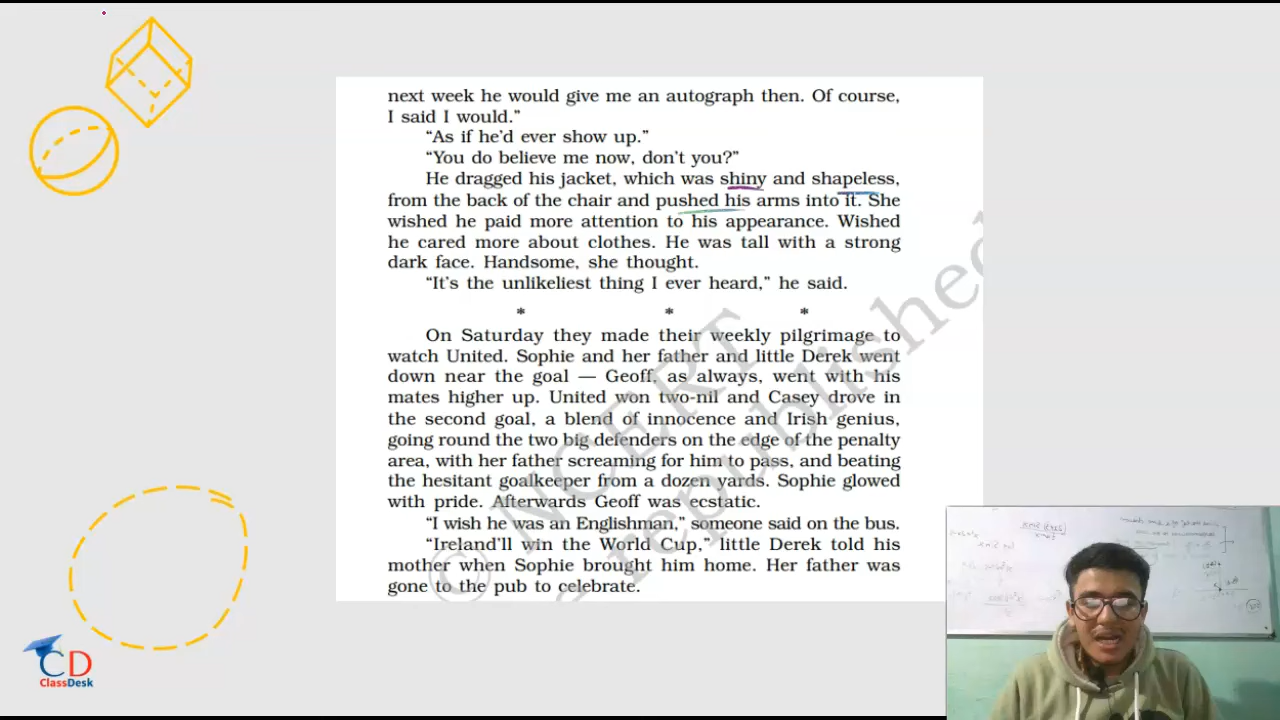 next week he would give me an autograph then. Of course,
I said I would.”
“As if he’d ever show up.”
“You do believe me now, don’t you?”
He dragged his jacket, which was shiny and shapeless,
from the back of the chair and pushed his arms into it. She
wished he paid more attention to his appearance. Wished
he cared more about clothes. He was tall with a strong
dark face. Handsome, she thought.
“It’s the unlikeliest thing I ever heard,” he said.
* * *
On Saturday they made their weekly pilgrimage to
watch United. Sophie and her father and little Derek went
down near the goal — Geoff, as always, went with his
mates higher up. United won two-nil and Casey drove in
the second goal, a blend of innocence and Irish genius,
going round the two big defenders on the edge of the penalty
area, with her father screaming for him to pass, and beating
the hesitant goalkeeper from a dozen yards. Sophie glowed
with pride. Afterwards Geoff was ecstatic.
“I wish he was an Englishman,” someone said on the bus.
“Ireland’ll win the World Cup,” little Derek told his
mother when Sophie brought him home. Her father was
gone to the pub to celebrate.
© NCERT
republished
CD
ClassDesk